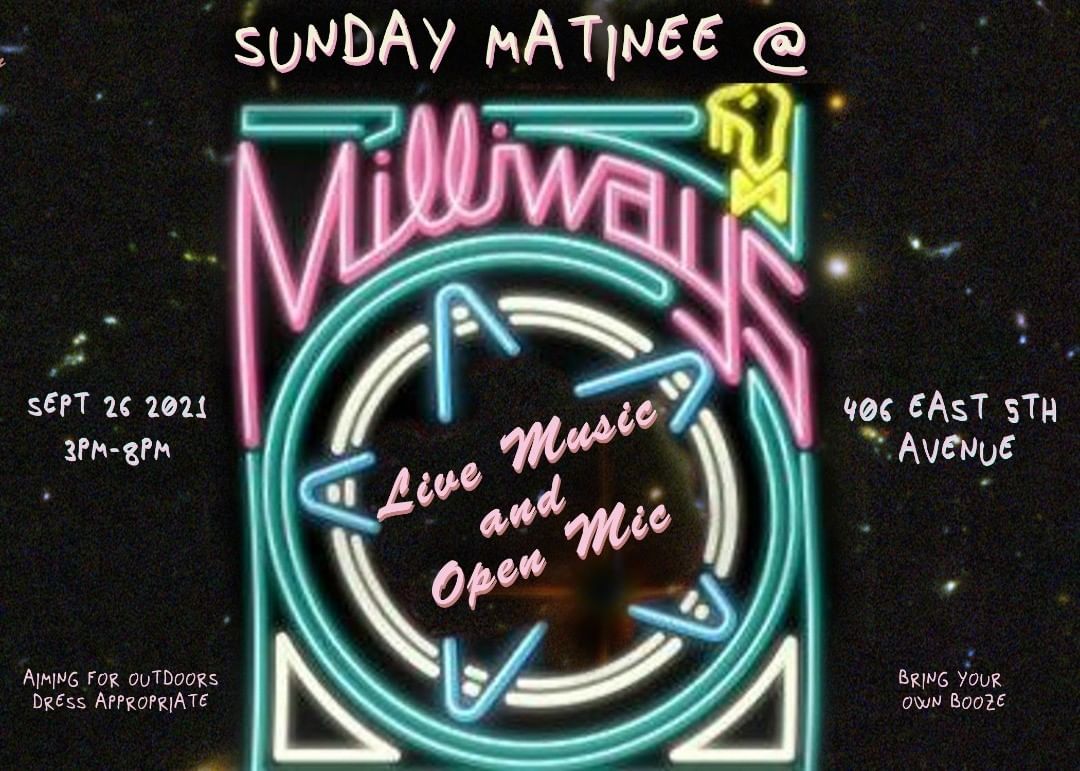 SUNDAY MATINEE @
Milliways
SEPT 26 2021
3PM-8PM
406 EAST 5TH
AVENUE
Live Music
and
Open Mic
AIMING FOR OUTDOORS
DRESS APPROPRIATE
BRING YOUR
OWN BOOZE